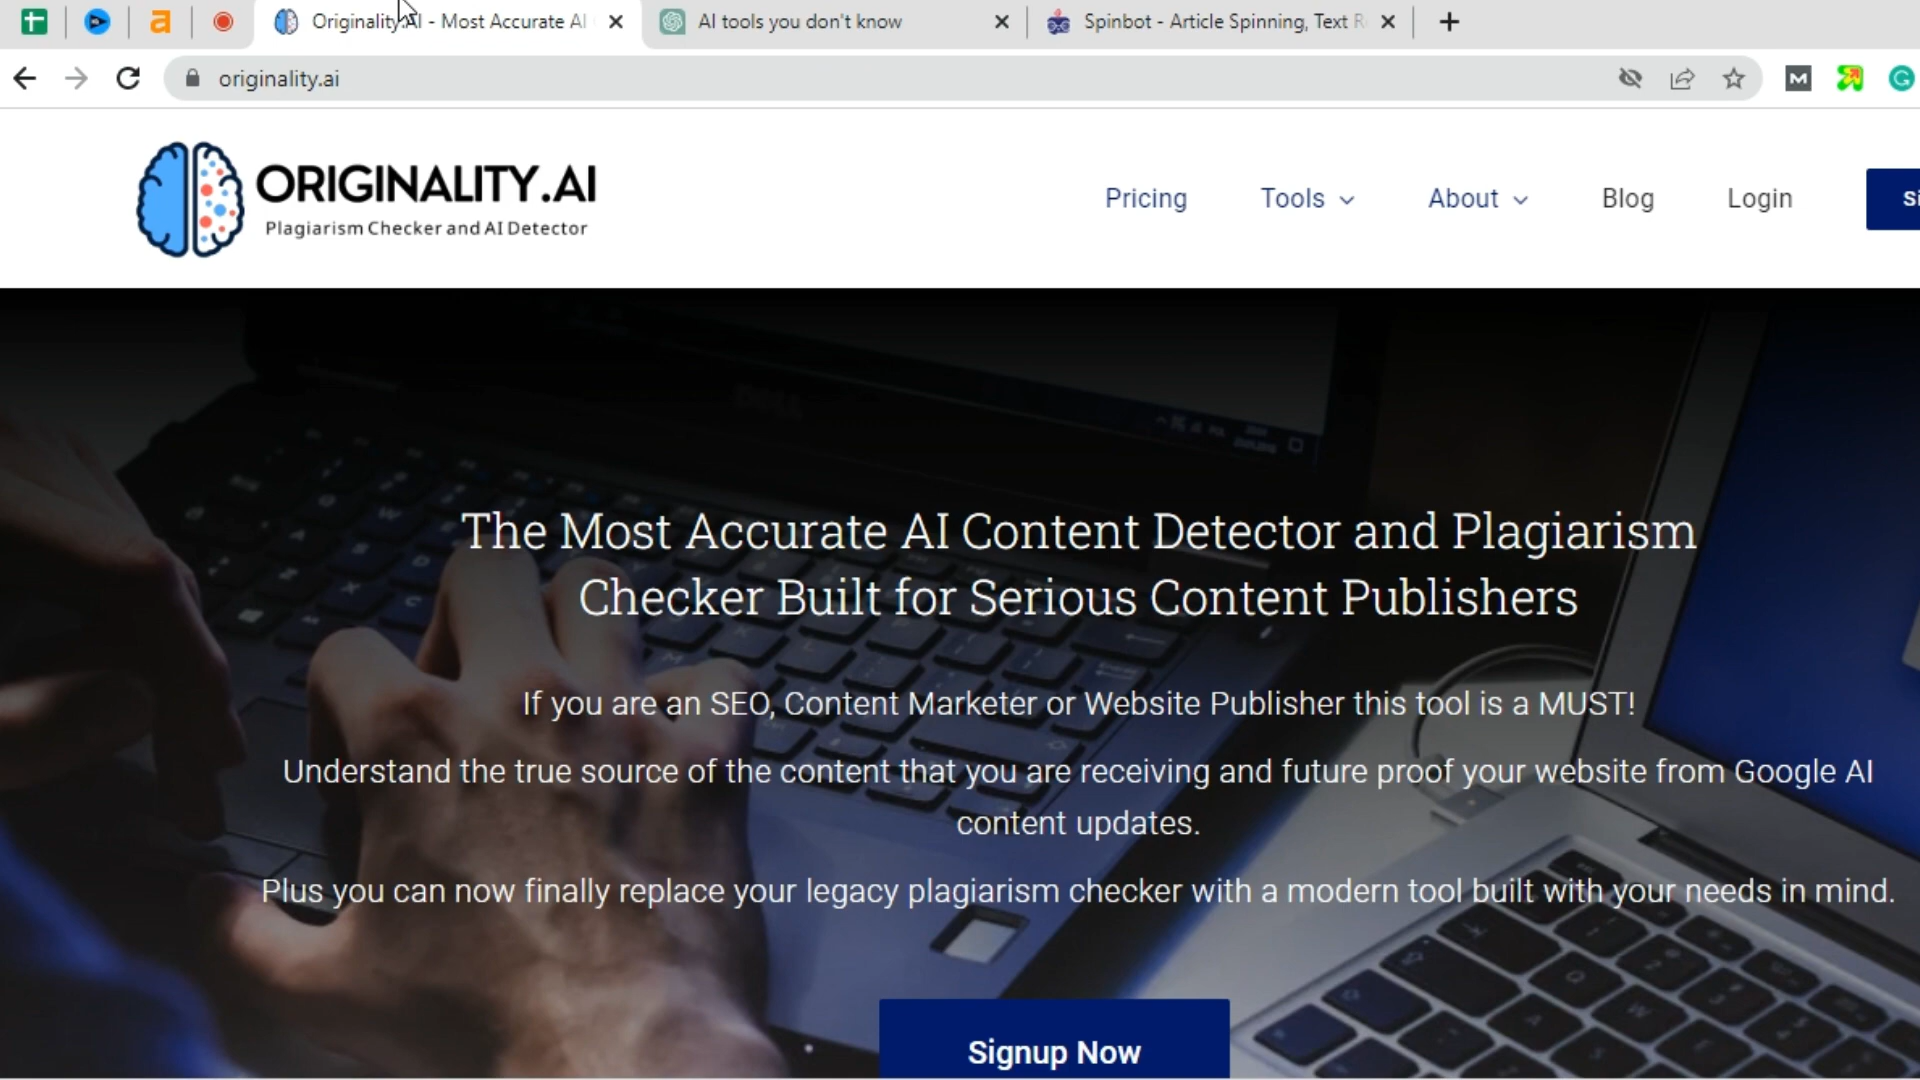 Originality.AI - Most Accurate AI
AI tools you don't know
Spinbot - Article Spinning, Text R
originality.ai
ORIGINALITY.AI
Plagiarism Checker and AI Detector
Pricing
Tools
About
Blog
Login
Si
The Most Accurate AI Content Detector and Plagiarism
Checker Built for Serious Content Publishers
If you are an SEO, Content Marketer or Website Publisher this tool is a MUST!
Understand the true source of the content that you are receiving and future proof your website from Google AI
content updates.
Plus you can now finally replace your legacy plagiarism checker with a modern tool built with your needs in mind.
Signup Now